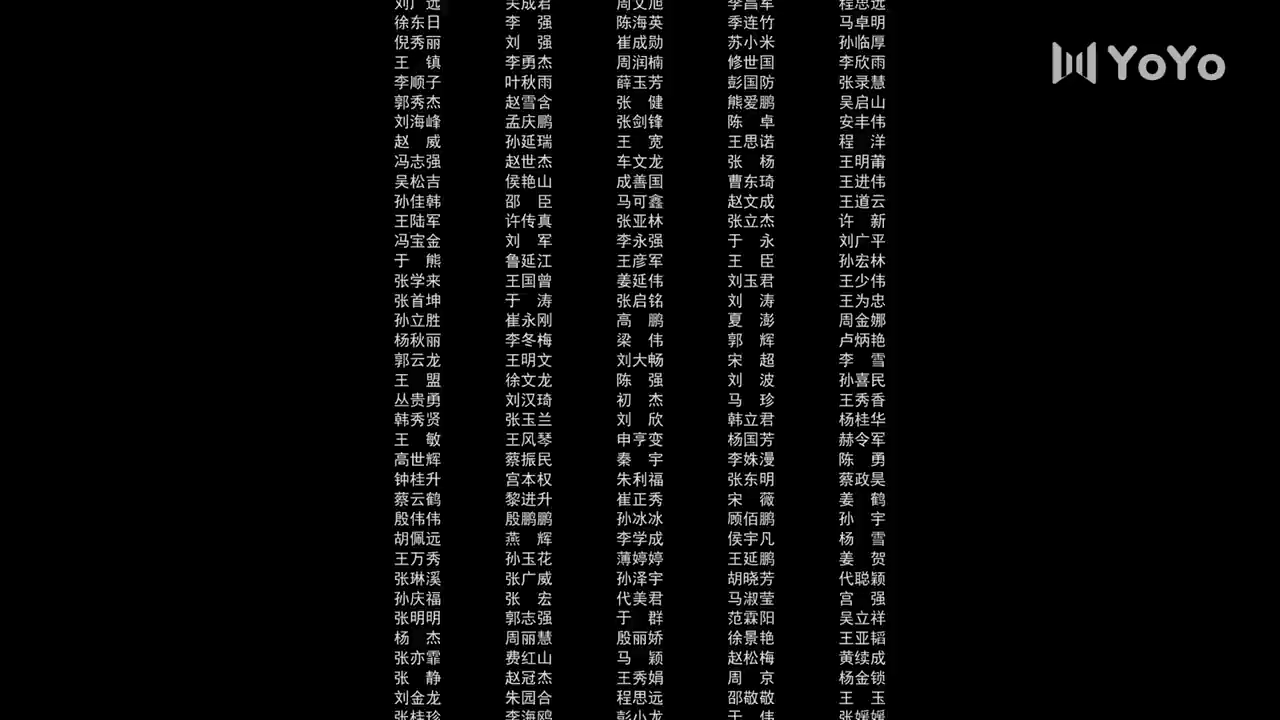 徐东日 李 强 陈海英 季连竹 马卓明
倪秀丽 刘 强 崔成勋 苏小米 孙临厚
王 镇 李勇杰 周润楠 修世国 李欣雨
李顺子 叶秋雨 薛玉芳 彭国防 张录慧
郭秀杰 赵雪含 张 健 熊爱鹏 吴启山
刘海峰 孟庆鹏 张剑锋 陈 卓 安丰伟
赵 威 孙延瑞 王 宽 王思诺 程 洋
冯志强 赵世杰 车文龙 张 杨 王明莆
吴松吉 侯艳山 成善国 曹东琦 王进伟
孙佳韩 邵 臣 马可鑫 赵文成 王道云
王陆军 许传真 张亚林 张立杰 许 新
冯宝金 刘 军 李永强 于 永 刘广平
于 熊 鲁延江 王彦军 王 臣 孙宏林
张学来 王国曾 姜延伟 刘玉君 王少伟
张首坤 于 涛 张启铭 刘 涛 王为忠
孙立胜 崔永刚 高 鹏 夏 澎 周金娜
杨秋丽 李冬梅 梁 伟 郭 辉 卢炳艳
郭云龙 王明文 刘大畅 宋 超 李 雪
王 盟 徐文龙 陈 强 刘 波 孙喜民
丛贵勇 刘汉琦 初 杰 马 珍 王秀香
韩秀贤 张玉兰 刘 欣 韩立君 杨桂华
王 敏 王风琴 申亨变 杨国芳 赫令军
高世辉 蔡振民 秦 宇 李姝漫 陈 勇
钟桂升 宫本权 朱利福 张东明 蔡政昊
蔡云鹤 黎进升 崔正秀 宋 薇 姜 鹤
殷伟伟 殷鹏鹏 孙冰冰 顾佰鹏 孙 宇
胡佩远 燕 辉 李学成 侯宇凡 杨 雪
王万秀 孙玉花 薄婷婷 王延鹏 姜 贺
张琳溪 张广威 孙泽宇 胡晓芳 代聪颖
孙庆福 张 宏 代美君 马淑莹 宫 强
张明明 郭志强 于 群 范霖阳 吴立祥
杨 杰 周丽慧 殷丽娇 徐景艳 王亚韬
张亦霏 费红山 马 颖 赵松梅 黄续成
张 静 赵冠杰 王秀娟 周 京 杨金锁
刘金龙 朱园合 程思远 邵敬敬 王 玉
YoYo